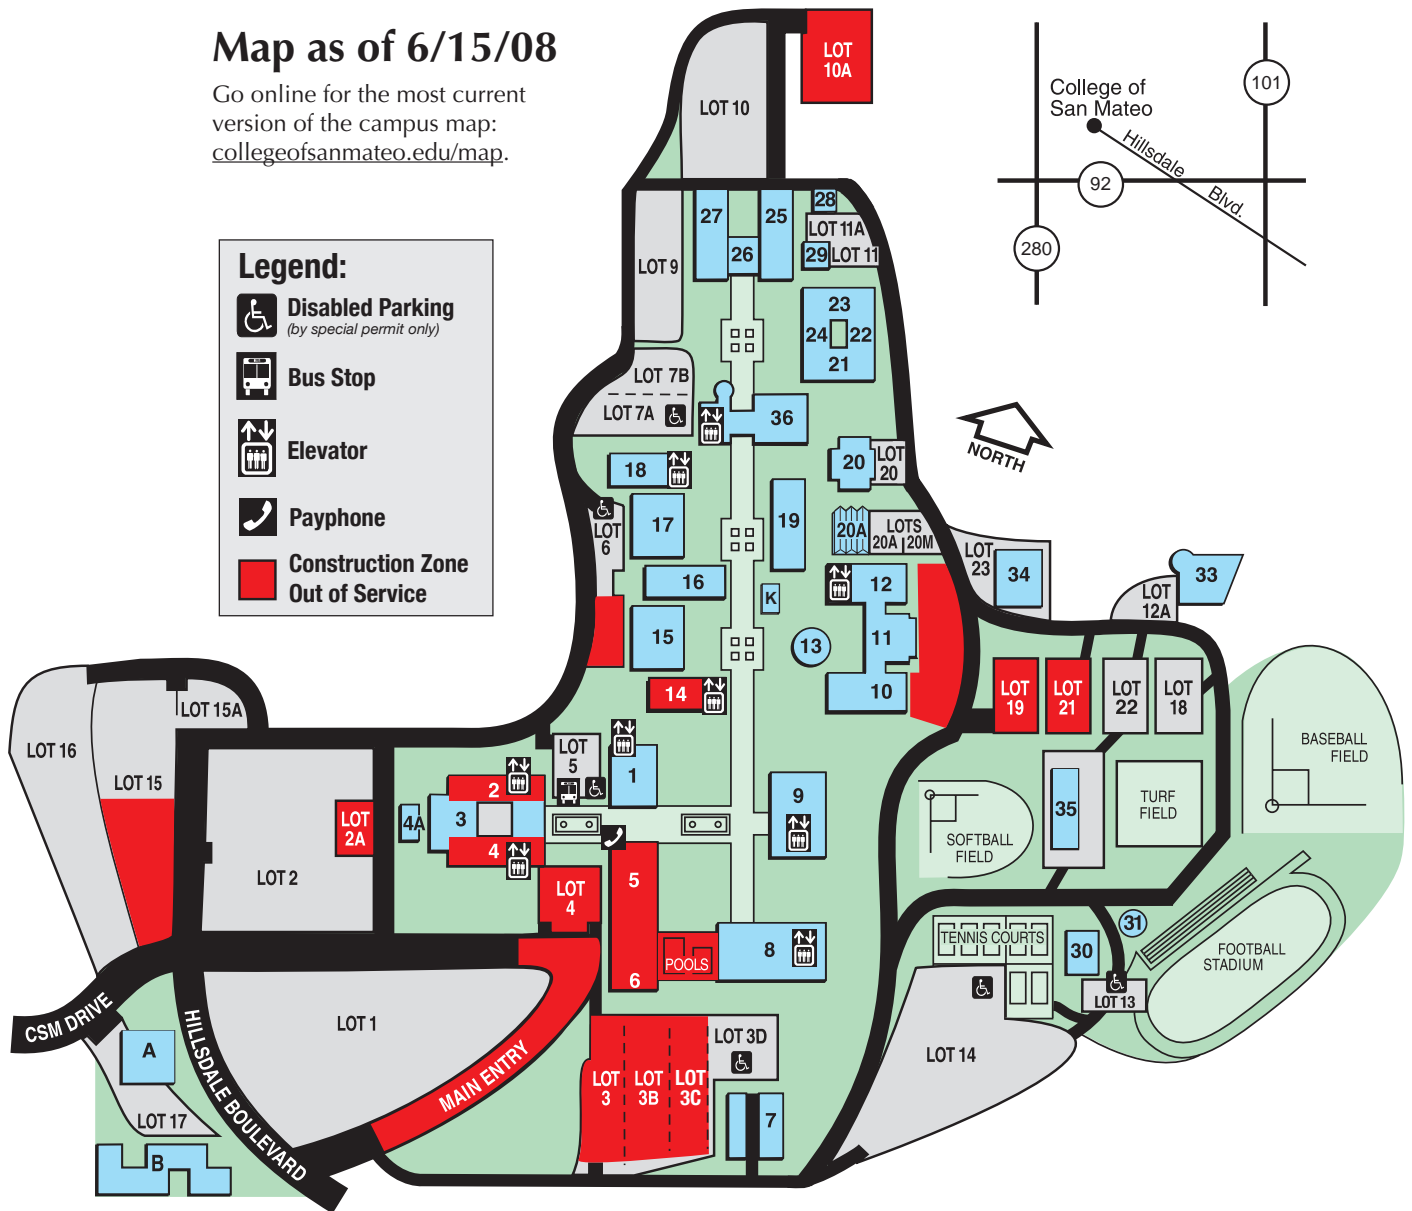 Map as of 6/15/08
Go online for the most current
version of the campus map:
collegeofsanmateo.edu/map.
Legend:
Disabled Parking
(by special permit only)
Bus Stop
Elevator
Payphone
Construction Zone
Out of Service
College of
San Mateo
Hillsdale
Blvd.
101
92
280
NORTH
LOT
10A
LOT 10
27
25
28
26
LOT 11A
29
LOT 11
LOT 9
23
24
22
21
LOT 7B
LOT 7A
36
18
20
LOT
20
LOT
6
17
19
20A
LOTS
20A
20M
LOT
23
34
33
LOT
12A
16
K
12
15
13
11
14
10
LOT
19
LOT
21
LOT
22
LOT
18
LOT 16
LOT 15A
LOT 15
LOT
5
1
2
3
4A
4
LOT
2A
LOT 2
9
35
TURF
FIELD
BASEBALL
FIELD
SOFTBALL
FIELD
LOT
4
5
6
POOLS
8
TENNIS COURTS
30
31
FOOTBALL
STADIUM
LOT 13
LOT 14
CSM DRIVE
HILLSDALE BOULEVARD
LOT 1
MAIN ENTRY
LOT
3
LOT
3B
LOT
3C
LOT 3D
7
A
LOT 17
B